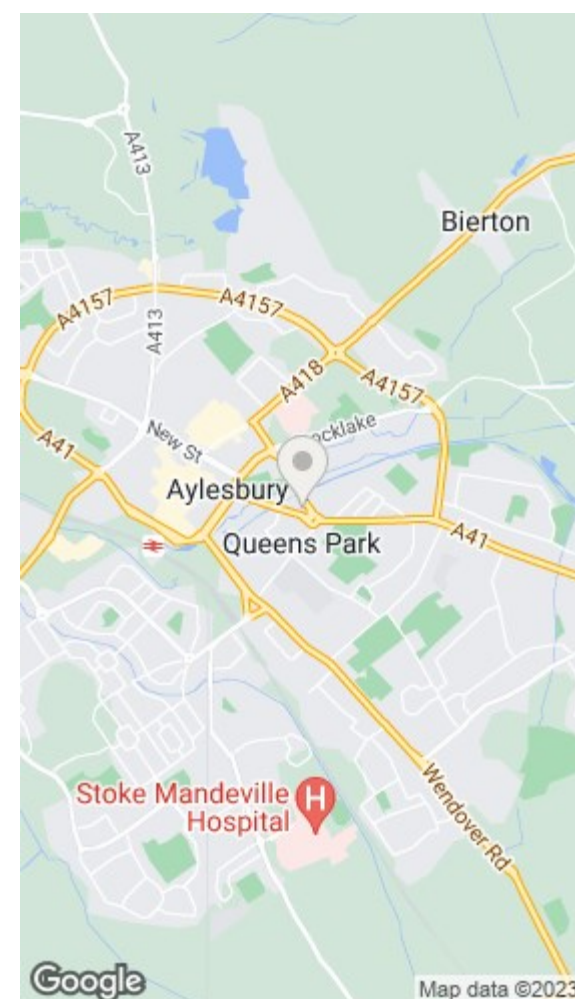 A413
Bierton
A4157
A4157
A413
A418
A4157
New St
A41
Aylesbury
A41
Queens Park
Stoke Mandeville
Hospital
H
Wendover Rd
Google
Map data ©2023